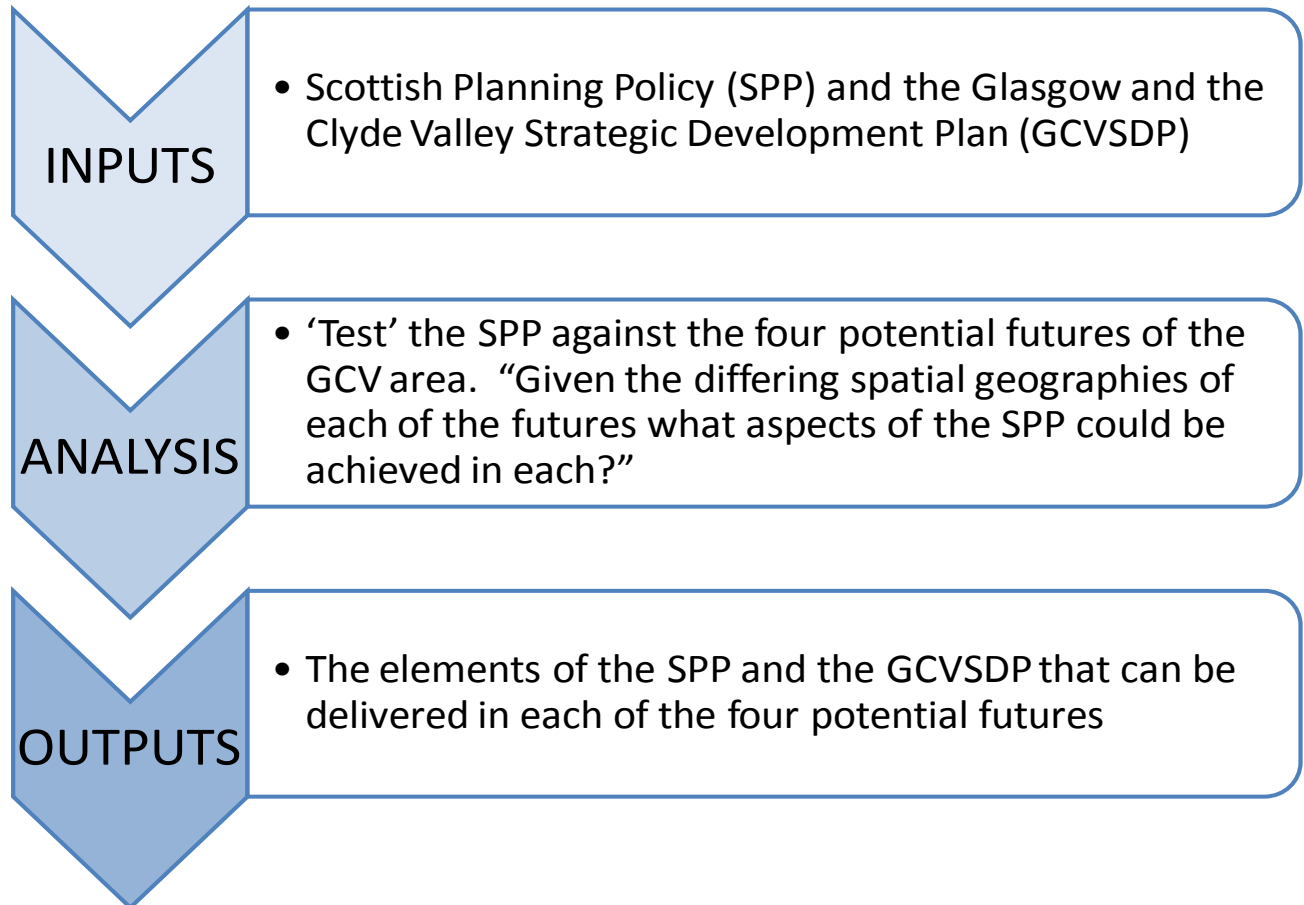 INPUTS
• Scottish Planning Policy (SPP) and the Glasgow and the
Clyde Valley Strategic Development Plan (GCVSDP)
ANALYSIS
• ‘Test’ the SPP against the four potential futures of the
GCV area.  “Given the differing spatial geographies of
each of the futures what aspects of the SPP could be
achieved in each?”
OUTPUTS
• The elements of the SPP and the GCVSDP that can be
delivered in each of the four potential futures